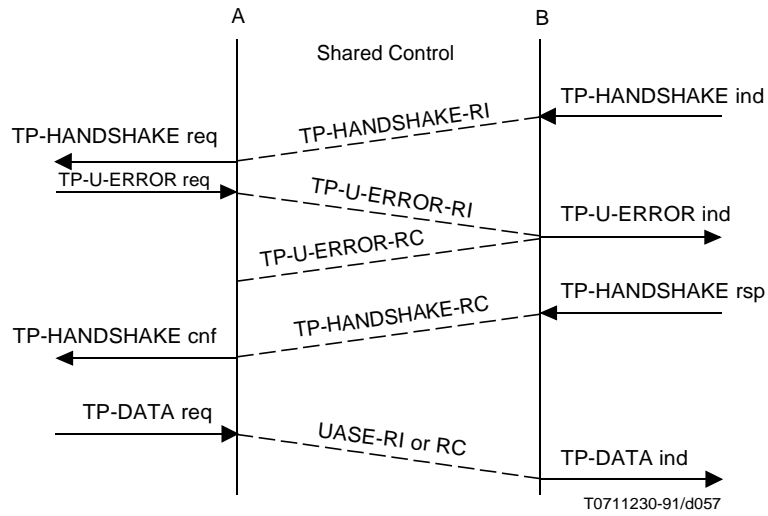 A
B
Shared Control
TP-HANDSHAKE ind
TP-HANDSHAKE-RI
TP-HANDSHAKE req
TP-U-ERROR req
TP-U-ERROR-RI
TP-U-ERROR ind
TP-U-ERROR-RC
TP-HANDSHAKE rsp
TP-HANDSHAKE-RC
TP-HANDSHAKE cnf
TP-DATA req
UASE-RI or RC
TP-DATA ind
T0711230-91/d057